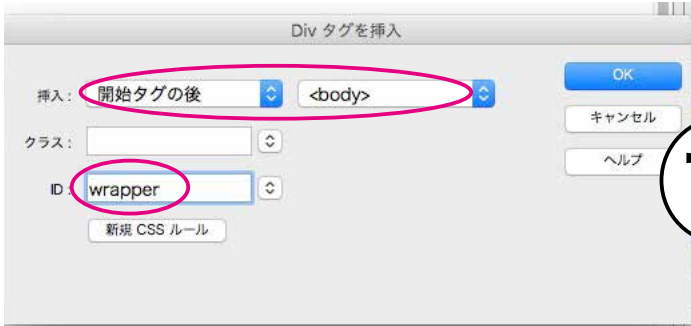 Div タグを挿入
挿入： 開始タグの後 <body>
OK
キャンセル
クラス：
ヘルプ
ID： wrapper
新規 CSS ルール